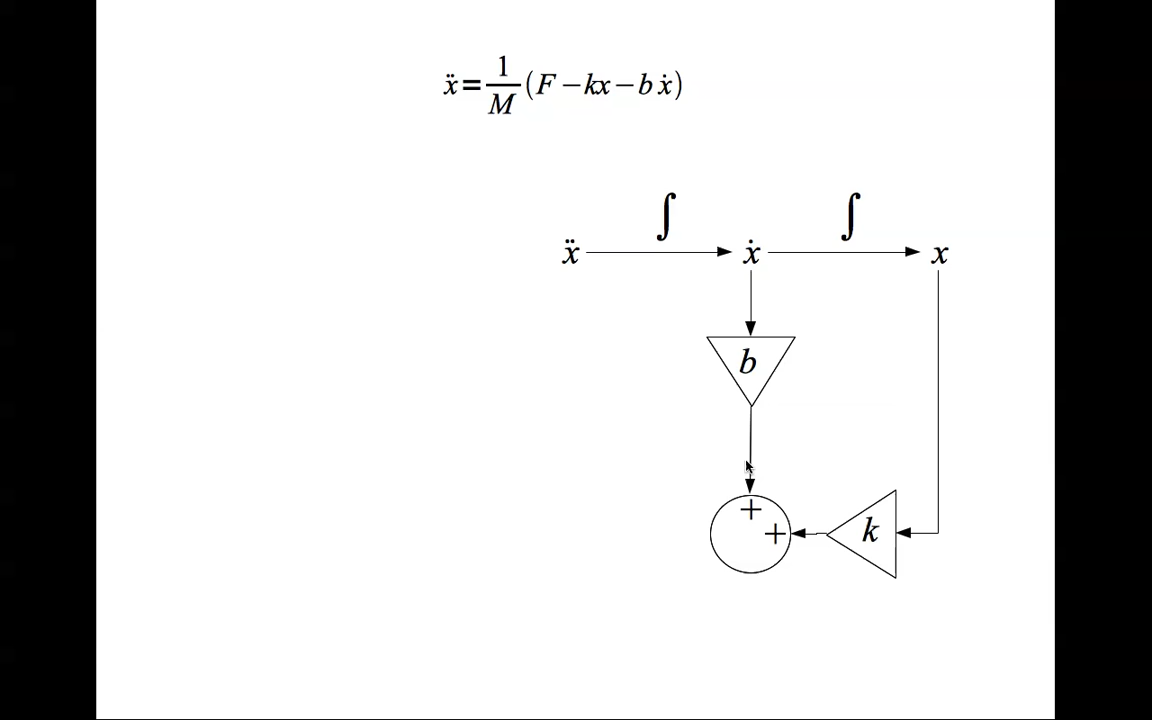 ẍ = 1/M (F − kx − b ẋ)
∫ ∫
ẍ ẋ x
b
+
+ k